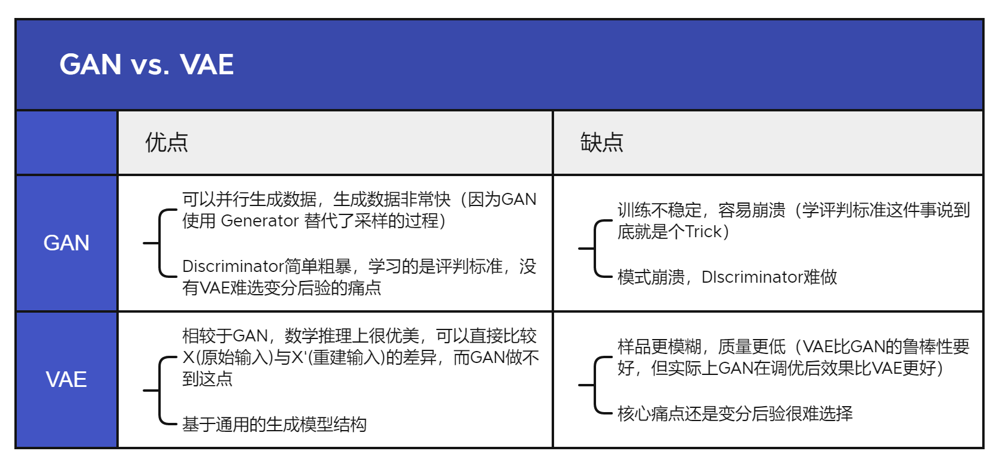 GAN vs. VAE
优点
缺点
GAN
可以并行生成数据，生成数据非常快（因为GAN
使用 Generator 替代了采样的过程）
Discriminator简单粗暴，学习的是评判标准，没
有VAE难选变分后验的痛点
训练不稳定，容易崩溃（学评判标准这件事说到
底就是个Trick）
模式崩溃，DIscriminator难做
VAE
相较于GAN，数学推理上很优美，可以直接比较
X(原始输入)与X'(重建输入)的差异，而GAN做不
到这点
基于通用的生成模型结构
样品更模糊，质量更低（VAE比GAN的鲁棒性要
好，但实际上GAN在调优后效果比VAE更好）
核心痛点还是变分后验很难选择